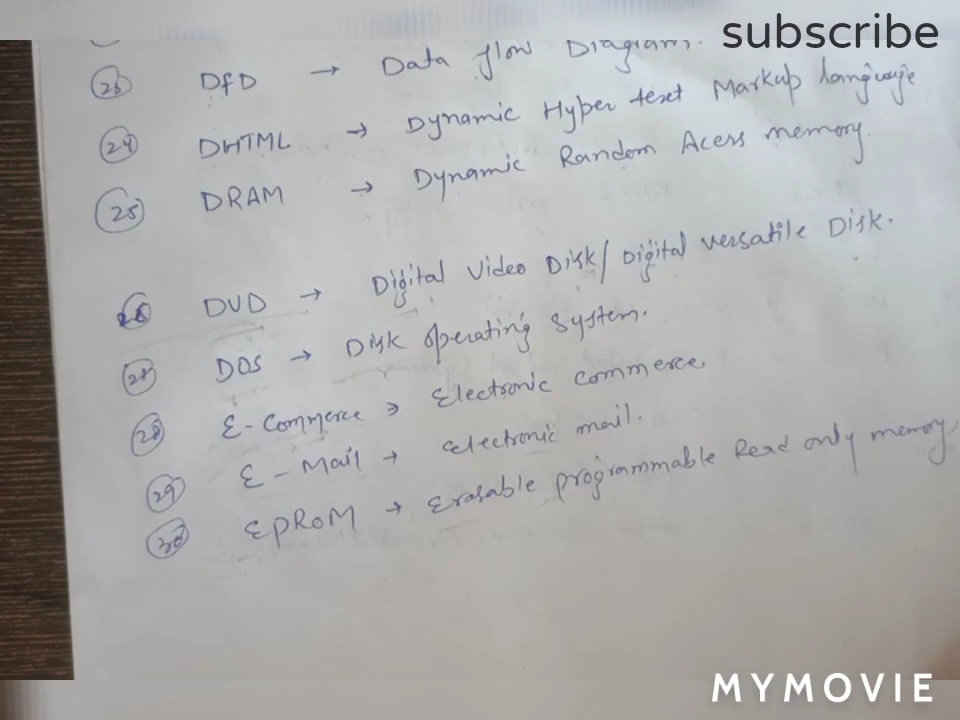 subscribe
23 DFD → Data flow Diagram.
24 DHTML → Dynamic Hyper text Markup language
25 DRAM → Dynamic Random Acess memory.
26 DVD → Digital Video Disk/ Digital versatile Disk.
27 DOS → Disk operating System.
28 E-Commerce → Electronic commerce
29 E-Mail → electronic mail.
30 EPROM → Erasable programmable Read only memory,
MYMOVIE